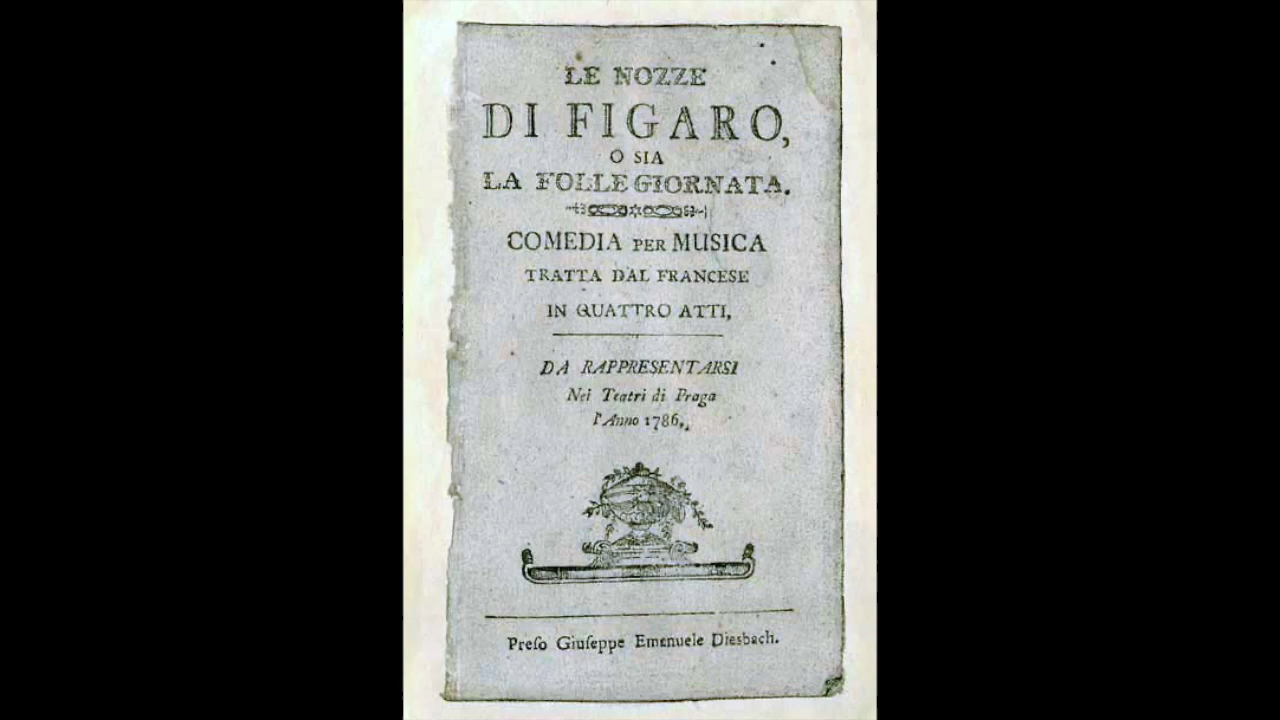 LE NOZZE
DI FIGARO,
O SIA
LA FOLLE GIORNATA.
COMEDIA PER MUSICA
TRATTA DAL FRANCESE
IN QUATTRO ATTI,
DA RAPPRESENTARSI
Nei Teatri di Praga
l'Anno 1786.
Preſo Giuſeppe Emanuele Diesbach.